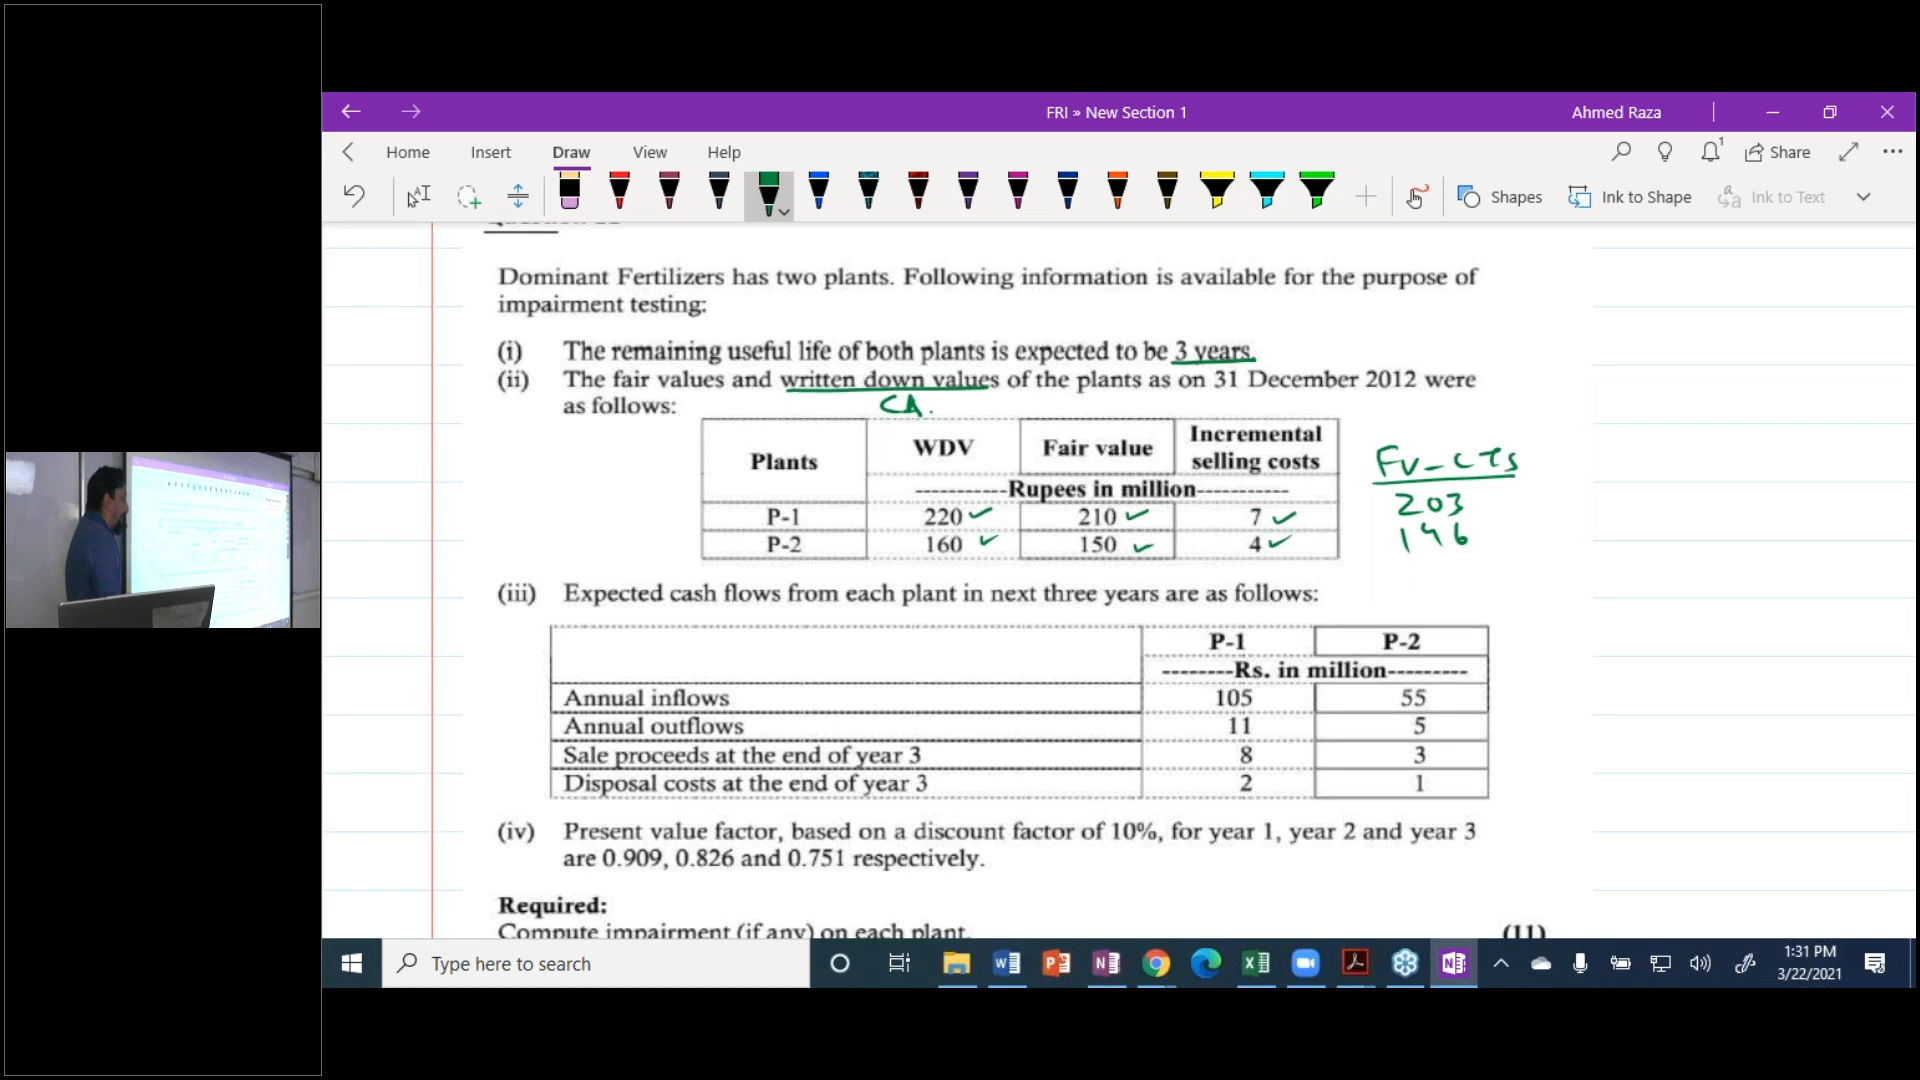 FRI » New Section 1
Ahmed Raza
Home Insert Draw View Help
Share
Shapes
Ink to Shape
Ink to Text
Dominant Fertilizers has two plants. Following information is available for the purpose of
impairment testing:
(i) The remaining useful life of both plants is expected to be 3 years.
(ii) The fair values and written down values of the plants as on 31 December 2012 were
as follows:
CA.
Plants WDV Fair value Incremental
selling costs
-----------Rupees in million-----------
P-1 220 210 7
P-2 160 150 4
FV-CTS
203
146
(iii) Expected cash flows from each plant in next three years are as follows:
P-1 P-2
--------Rs. in million---------
Annual inflows 105 55
Annual outflows 11 5
Sale proceeds at the end of year 3 8 3
Disposal costs at the end of year 3 2 1
(iv) Present value factor, based on a discount factor of 10%, for year 1, year 2 and year 3
are 0.909, 0.826 and 0.751 respectively.
Required:
Compute impairment (if any) on each plant. (11)
Type here to search
1:31 PM
3/22/2021